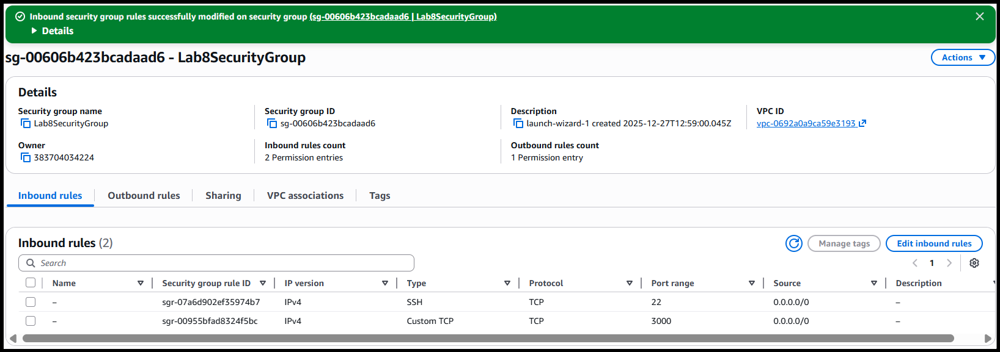 Inbound security group rules successfully modified on security group (sg-00606b423bcadaad6 | Lab8SecurityGroup)
Details
sg-00606b423bcadaad6 - Lab8SecurityGroup
Actions
Details
Security group name
Lab8SecurityGroup
Security group ID
sg-00606b423bcadaad6
Description
launch-wizard-1 created 2025-12-27T12:59:00.045Z
VPC ID
vpc-0692a0a9ca59e3193
Owner
383704034224
Inbound rules count
2 Permission entries
Outbound rules count
1 Permission entry
Inbound rules Outbound rules Sharing VPC associations Tags
Inbound rules (2)
Manage tags
Edit inbound rules
Search
1
Name Security group rule ID IP version Type Protocol Port range Source Description
– sgr-07a6d902ef35974b7 IPv4 SSH TCP 22 0.0.0.0/0 –
– sgr-00955bfad8324f5bc IPv4 Custom TCP TCP 3000 0.0.0.0/0 –